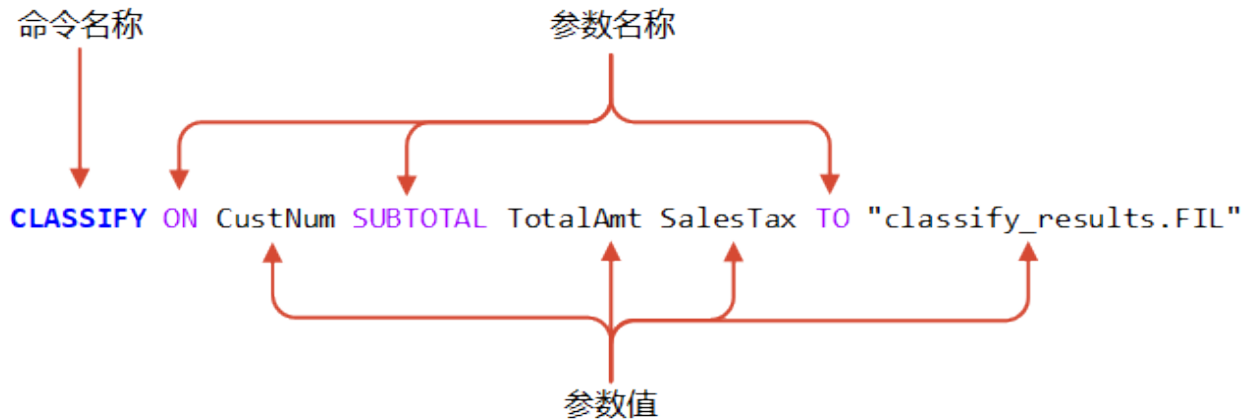 命令名称 参数名称
CLASSIFY ON CustNum SUBTOTAL TotalAmt SalesTax TO "classify_results.FIL"
参数值